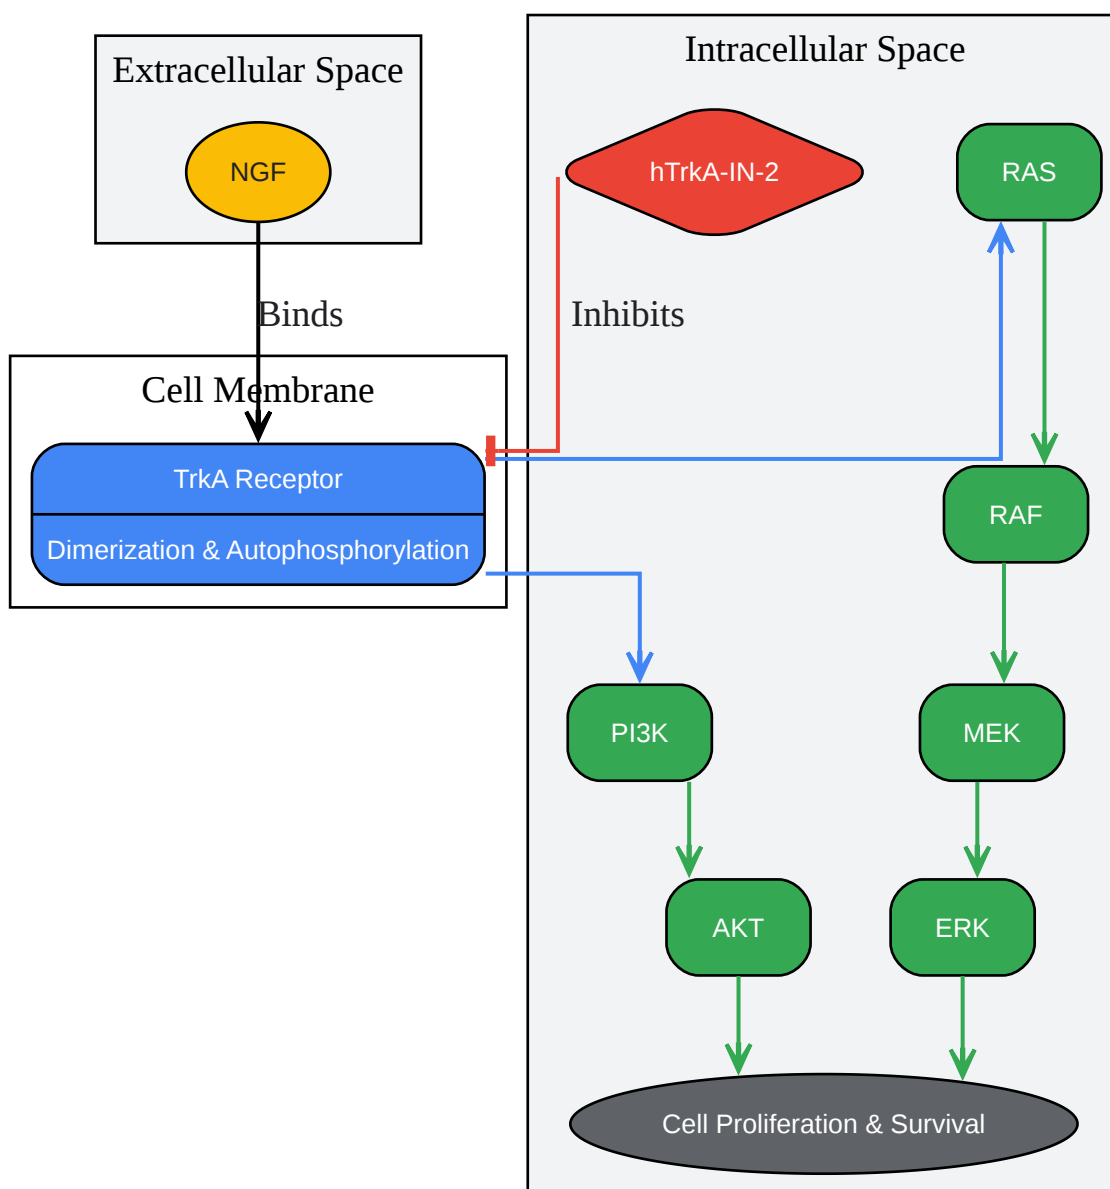 Intracellular Space
Extracellular Space
NGF
hTrkA-IN-2
RAS
Binds
Inhibits
Cell Membrane
TrkA Receptor
RAF
Dimerization & Autophosphorylation
PI3K
MEK
AKT
ERK
Cell Proliferation & Survival